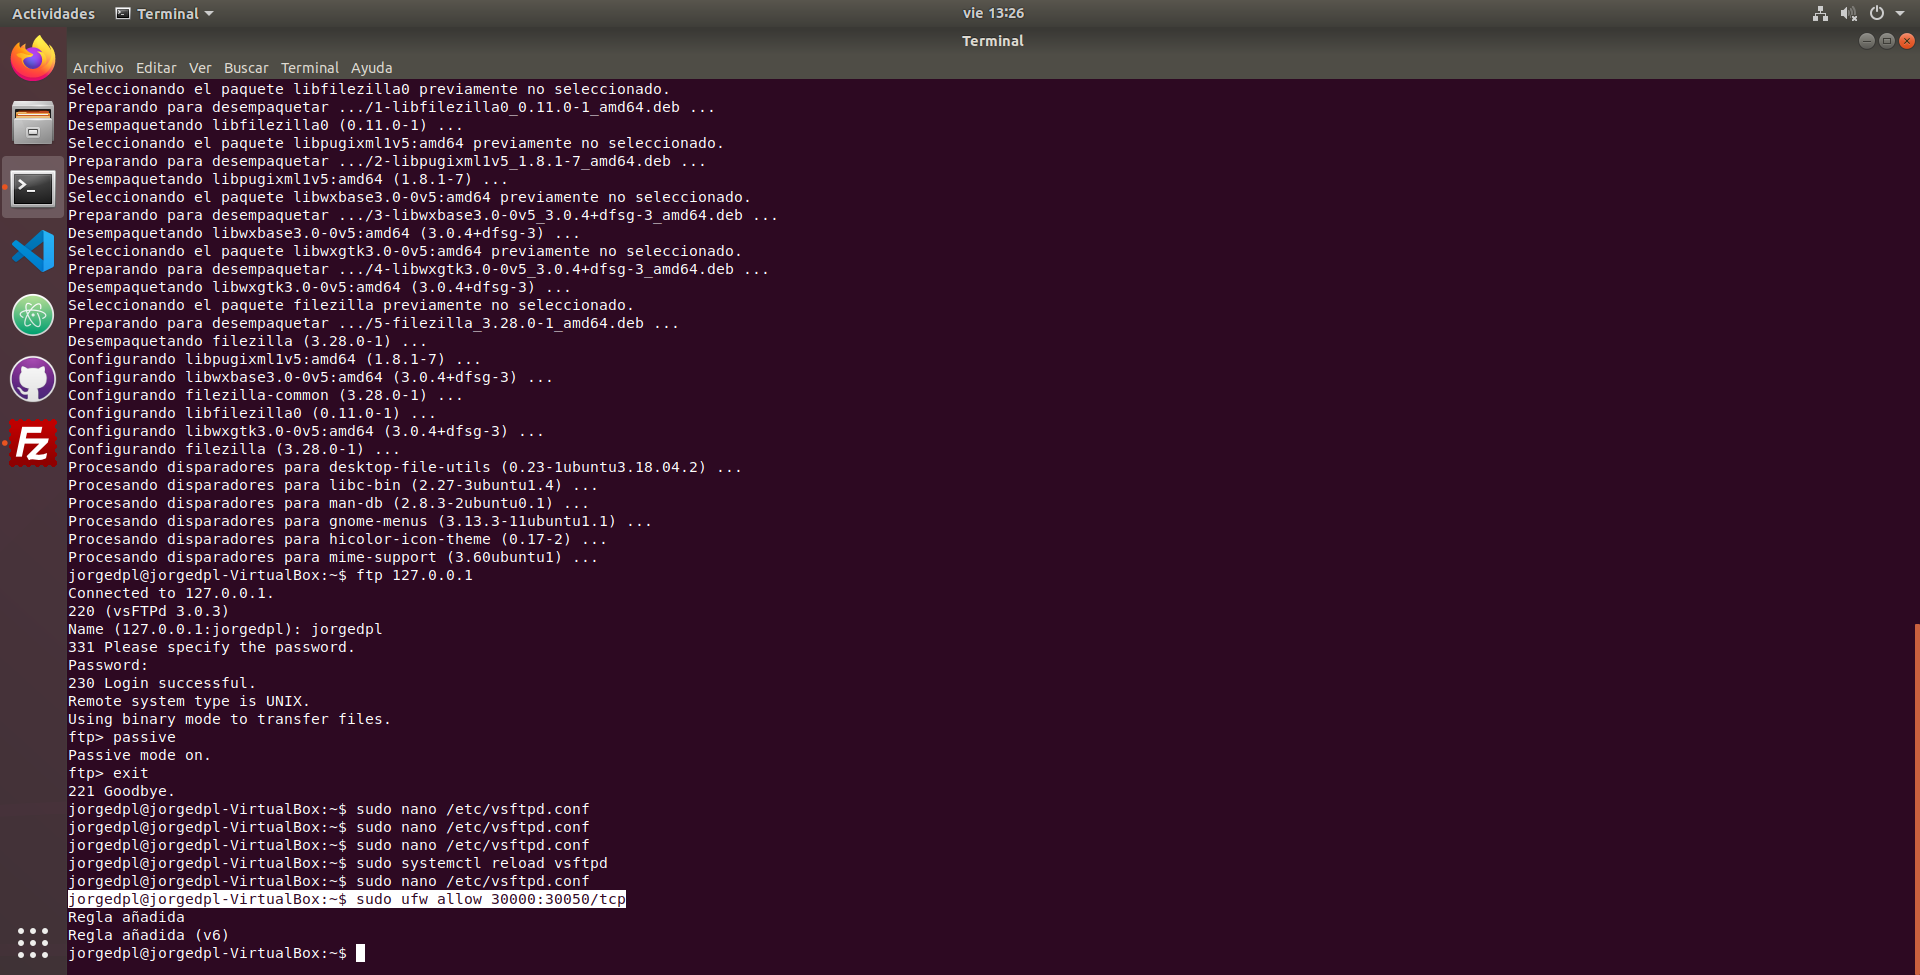 Actividades
Terminal
vie 13:26
Terminal
Archivo Editar Ver Buscar Terminal Ayuda
Seleccionando el paquete libfilezilla0 previamente no seleccionado.
Preparando para desempaquetar .../1-libfilezilla0_0.11.0-1_amd64.deb ...
Desempaquetando libfilezilla0 (0.11.0-1) ...
Seleccionando el paquete libpugixml1v5:amd64 previamente no seleccionado.
Preparando para desempaquetar .../2-libpugixml1v5_1.8.1-7_amd64.deb ...
Desempaquetando libpugixml1v5:amd64 (1.8.1-7) ...
Seleccionando el paquete libwxbase3.0-0v5:amd64 previamente no seleccionado.
Preparando para desempaquetar .../3-libwxbase3.0-0v5_3.0.4+dfsg-3_amd64.deb ...
Desempaquetando libwxbase3.0-0v5:amd64 (3.0.4+dfsg-3) ...
Seleccionando el paquete libwxgtk3.0-0v5:amd64 previamente no seleccionado.
Preparando para desempaquetar .../4-libwxgtk3.0-0v5_3.0.4+dfsg-3_amd64.deb ...
Desempaquetando libwxgtk3.0-0v5:amd64 (3.0.4+dfsg-3) ...
Seleccionando el paquete filezilla previamente no seleccionado.
Preparando para desempaquetar .../5-filezilla_3.28.0-1_amd64.deb ...
Desempaquetando filezilla (3.28.0-1) ...
Configurando libpugixml1v5:amd64 (1.8.1-7) ...
Configurando libwxbase3.0-0v5:amd64 (3.0.4+dfsg-3) ...
Configurando filezilla-common (3.28.0-1) ...
Configurando libfilezilla0 (0.11.0-1) ...
Configurando libwxgtk3.0-0v5:amd64 (3.0.4+dfsg-3) ...
Configurando filezilla (3.28.0-1) ...
Procesando disparadores para desktop-file-utils (0.23-1ubuntu3.18.04.2) ...
Procesando disparadores para libc-bin (2.27-3ubuntu1.4) ...
Procesando disparadores para man-db (2.8.3-2ubuntu0.1) ...
Procesando disparadores para gnome-menus (3.13.3-11ubuntu1.1) ...
Procesando disparadores para hicolor-icon-theme (0.17-2) ...
Procesando disparadores para mime-support (3.60ubuntu1) ...
jorgedpl@jorgedpl-VirtualBox:~$ ftp 127.0.0.1
Connected to 127.0.0.1.
220 (vsFTPd 3.0.3)
Name (127.0.0.1:jorgedpl): jorgedpl
331 Please specify the password.
Password:
230 Login successful.
Remote system type is UNIX.
Using binary mode to transfer files.
ftp> passive
Passive mode on.
ftp> exit
221 Goodbye.
jorgedpl@jorgedpl-VirtualBox:~$ sudo nano /etc/vsftpd.conf
jorgedpl@jorgedpl-VirtualBox:~$ sudo nano /etc/vsftpd.conf
jorgedpl@jorgedpl-VirtualBox:~$ sudo nano /etc/vsftpd.conf
jorgedpl@jorgedpl-VirtualBox:~$ sudo systemctl reload vsftpd
jorgedpl@jorgedpl-VirtualBox:~$ sudo nano /etc/vsftpd.conf
jorgedpl@jorgedpl-VirtualBox:~$ sudo ufw allow 30000:30050/tcp
Regla añadida
Regla añadida (v6)
jorgedpl@jorgedpl-VirtualBox:~$